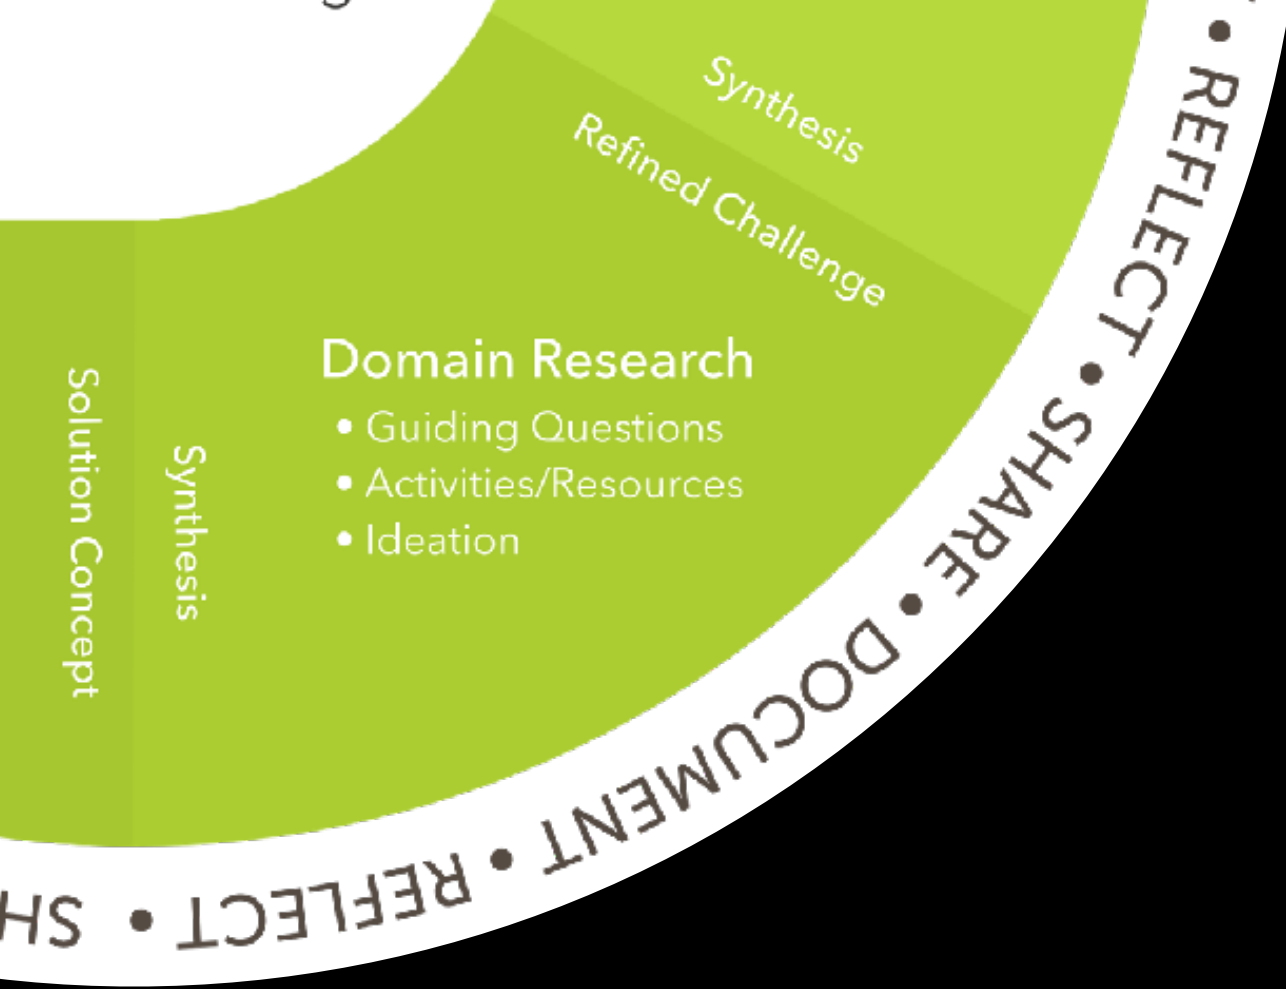 Synthesis
Refined Challenge
Domain Research
• Guiding Questions
• Activities/Resources
• Ideation
Synthesis
Solution Concept
• REFLECT • SHARE • DOCUMENT • REFLECT • SH